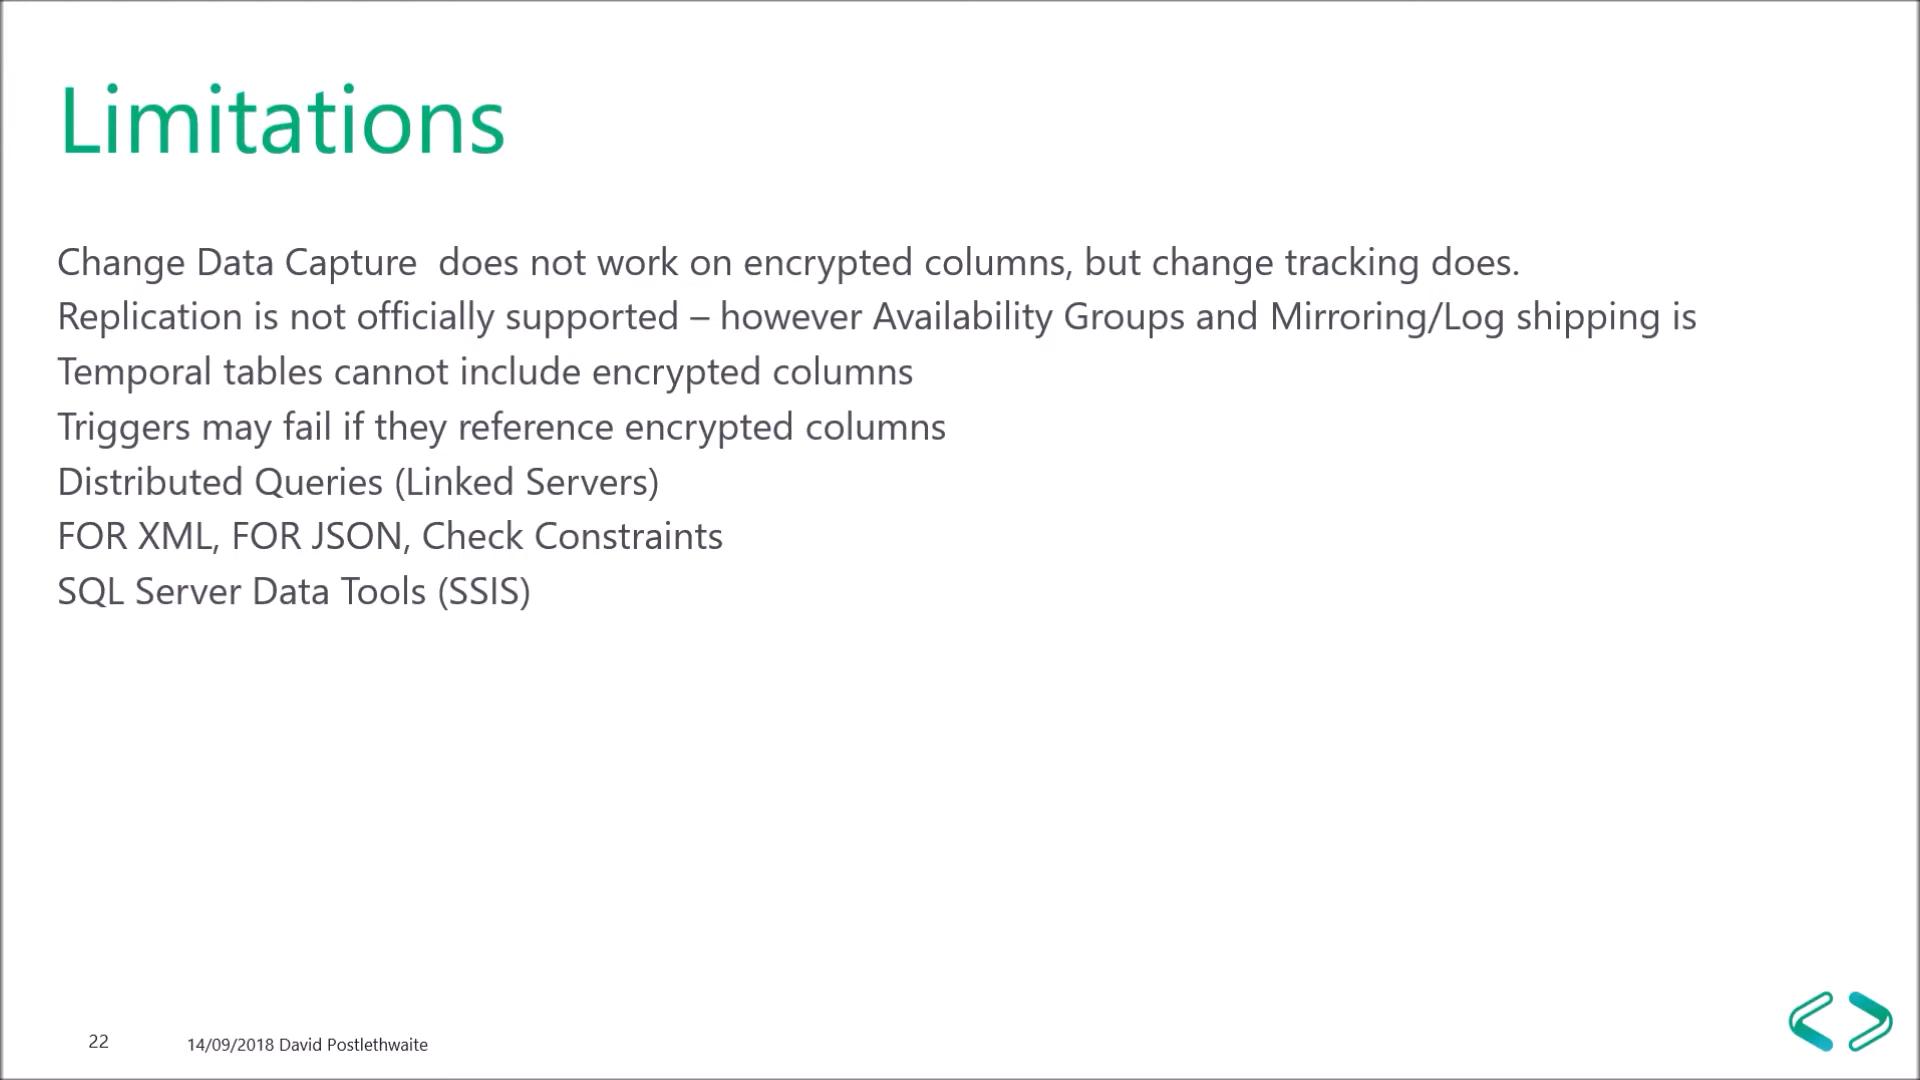 Limitations
Change Data Capture  does not work on encrypted columns, but change tracking does.
Replication is not officially supported – however Availability Groups and Mirroring/Log shipping is
Temporal tables cannot include encrypted columns
Triggers may fail if they reference encrypted columns
Distributed Queries (Linked Servers)
FOR XML, FOR JSON, Check Constraints
SQL Server Data Tools (SSIS)
22
14/09/2018 David Postlethwaite